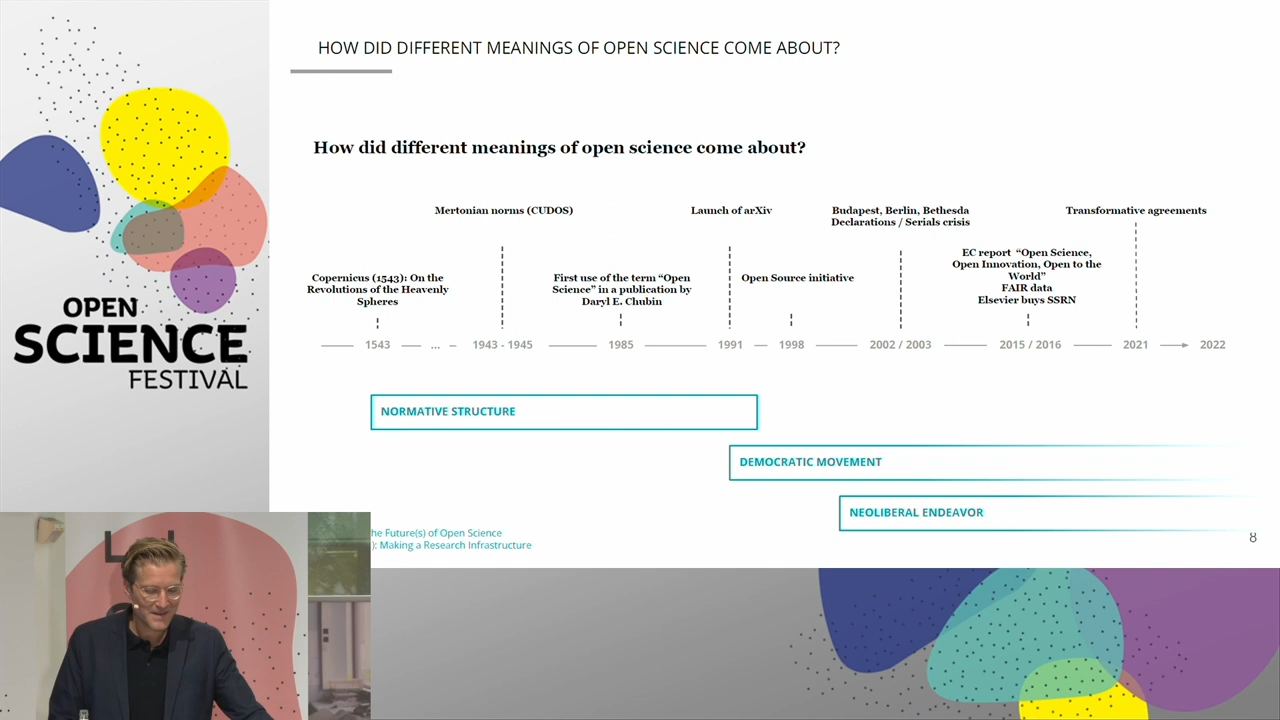 HOW DID DIFFERENT MEANINGS OF OPEN SCIENCE COME ABOUT?
How did different meanings of open science come about?
Mertonian norms (CUDOS)
Launch of arXiv
Budapest, Berlin, Bethesda
Declarations / Serials crisis
Transformative agreements
Copernicus (1543): On the
Revolutions of the Heavenly
Spheres
First use of the term “Open
Science” in a publication by
Daryl E. Chubin
Open Source initiative
EC report “Open Science,
Open Innovation, Open to the
World”
FAIR data
Elsevier buys SSRN
1543
...
1943 - 1945
1985
1991
1998
2002 / 2003
2015 / 2016
2021
2022
NORMATIVE STRUCTURE
DEMOCRATIC MOVEMENT
NEOLIBERAL ENDEAVOR
Future(s) of Open Science
): Making a Research Infrastructure
8
OPEN
SCIENCE
FESTIVAL